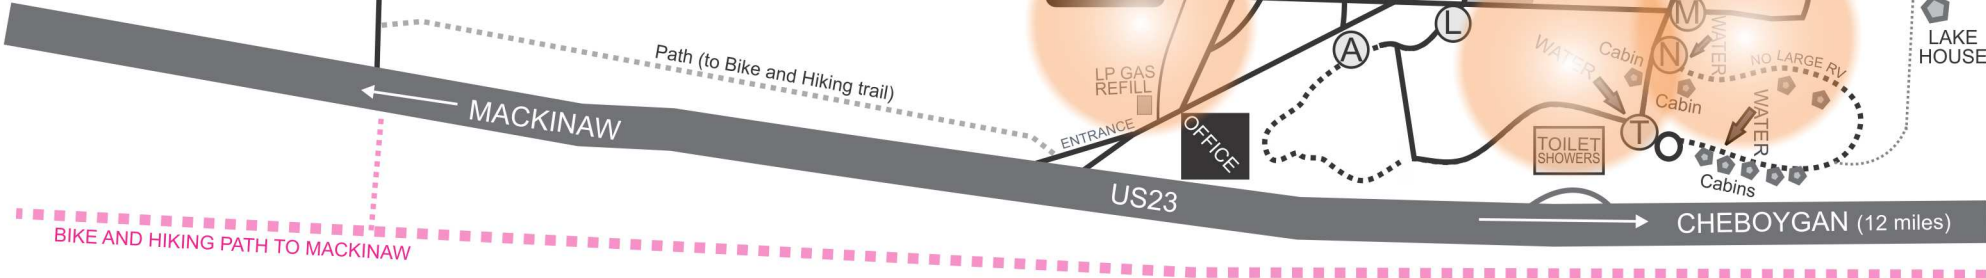 Path (to Bike and Hiking trail)
MACKINAW
BIKE AND HIKING PATH TO MACKINAW
LP GAS
REFILL
ENTRANCE
OFFICE
US23
A
L
M
N
T
WATER
Cabin
WATER
NO LARGE RV
Cabin
WATER
TOILET
SHOWERS
Cabins
LAKE
HOUSE
CHEBOYGAN (12 miles)